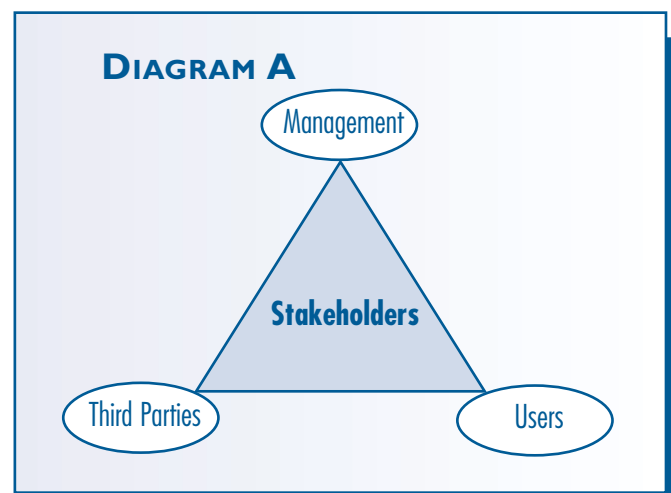 DIAGRAM A
Management
Stakeholders
Third Parties
Users